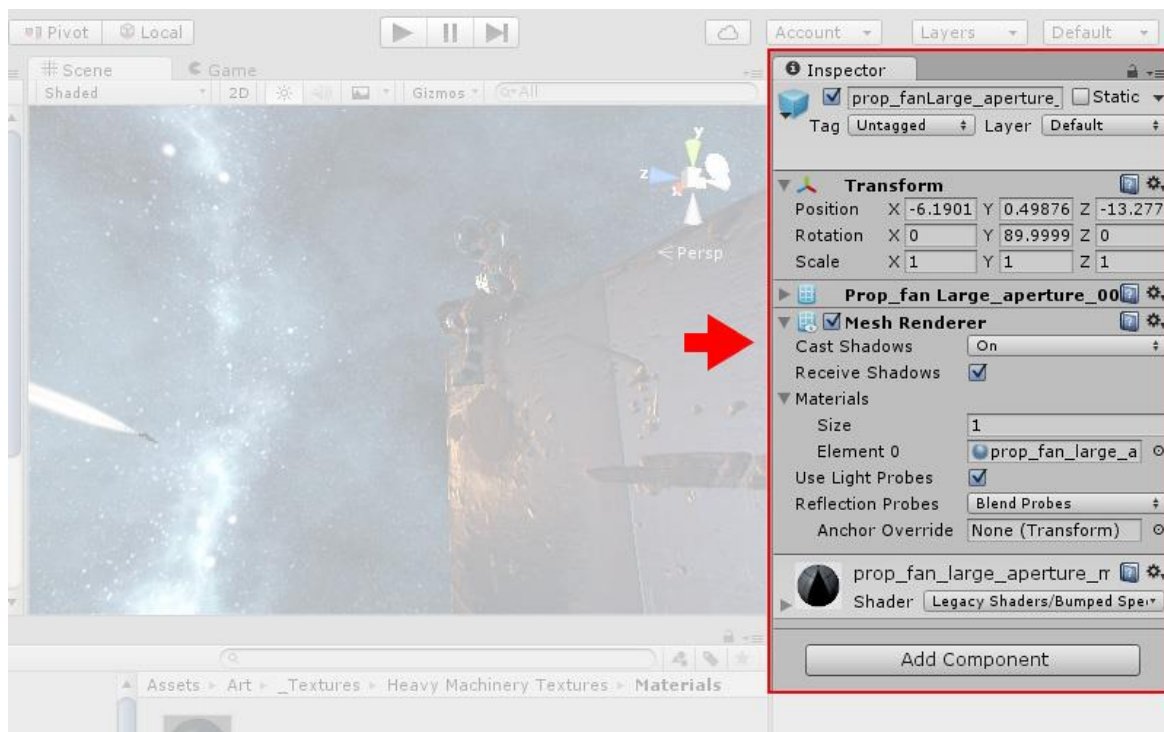 Pivot Local Account Layers Default
# Scene Game
Shaded 2D Gizmos All
y
z
x
Persp
Assets Art _Textures Heavy Machinery Textures Materials
Inspector
prop_fanLarge_aperture_ Static
Tag Untagged Layer Default
Transform
Position X -6.1901 Y 0.49876 Z -13.277
Rotation X 0 Y 89.9999 Z 0
Scale X 1 Y 1 Z 1
Prop_fan Large_aperture_00
Mesh Renderer
Cast Shadows On
Receive Shadows
Materials
Size 1
Element 0 prop_fan_large_a
Use Light Probes
Reflection Probes Blend Probes
Anchor Override None (Transform)
prop_fan_large_aperture_m
Shader Legacy Shaders/Bumped Spe
Add Component